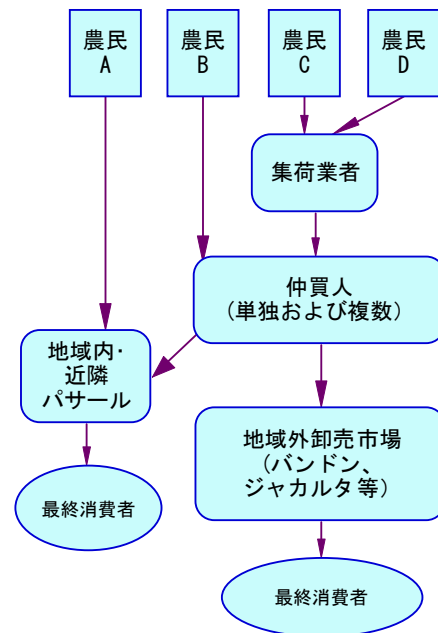 農民
A
農民
B
農民
C
農民
D
集荷業者
仲買人
(単独および複数)
地域内・
近隣
パサール
地域外卸売市場
(バンドン、
ジャカルタ等)
最終消費者
最終消費者